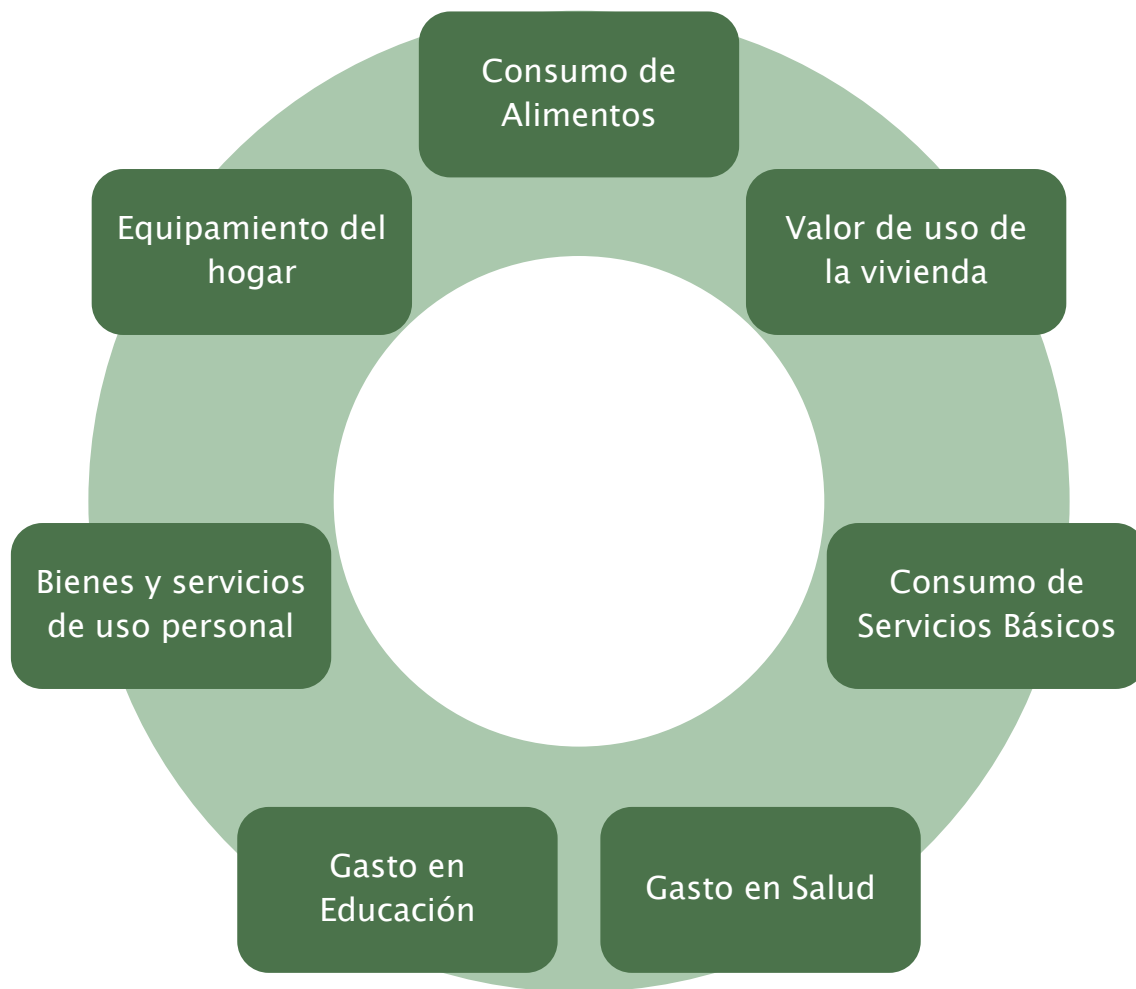 Consumo de
Alimentos
Valor de uso de
la vivienda
Consumo de
Servicios Básicos
Gasto en Salud
Gasto en
Educación
Bienes y servicios
de uso personal
Equipamiento del
hogar